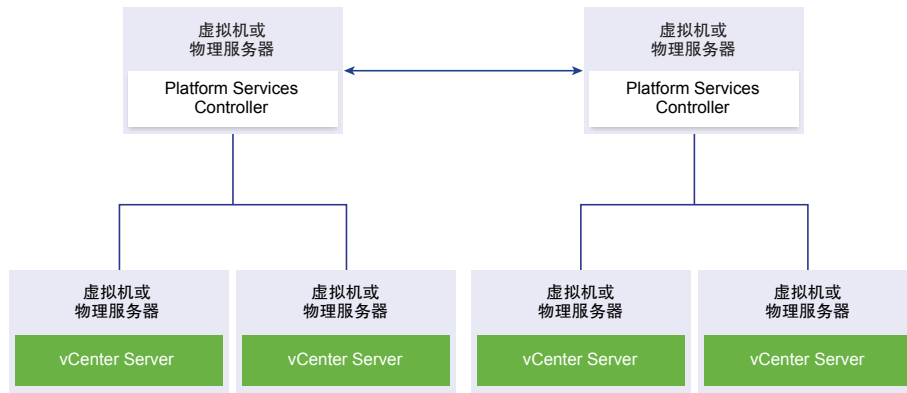 虚拟机或
物理服务器
Platform Services
Controller
虚拟机或
物理服务器
Platform Services
Controller
虚拟机或
物理服务器
vCenter Server
虚拟机或
物理服务器
vCenter Server
虚拟机或
物理服务器
vCenter Server
虚拟机或
物理服务器
vCenter Server